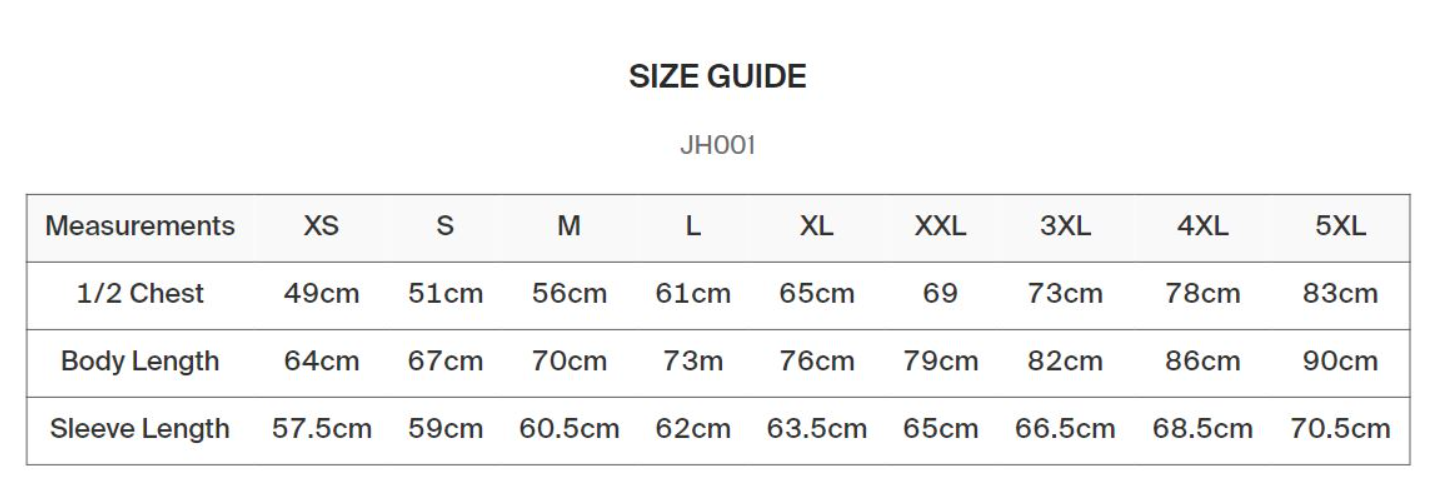 SIZE GUIDE
JH001
Measurements XS S M L XL XXL 3XL 4XL 5XL
1/2 Chest 49cm 51cm 56cm 61cm 65cm 69 73cm 78cm 83cm
Body Length 64cm 67cm 70cm 73m 76cm 79cm 82cm 86cm 90cm
Sleeve Length 57.5cm 59cm 60.5cm 62cm 63.5cm 65cm 66.5cm 68.5cm 70.5cm